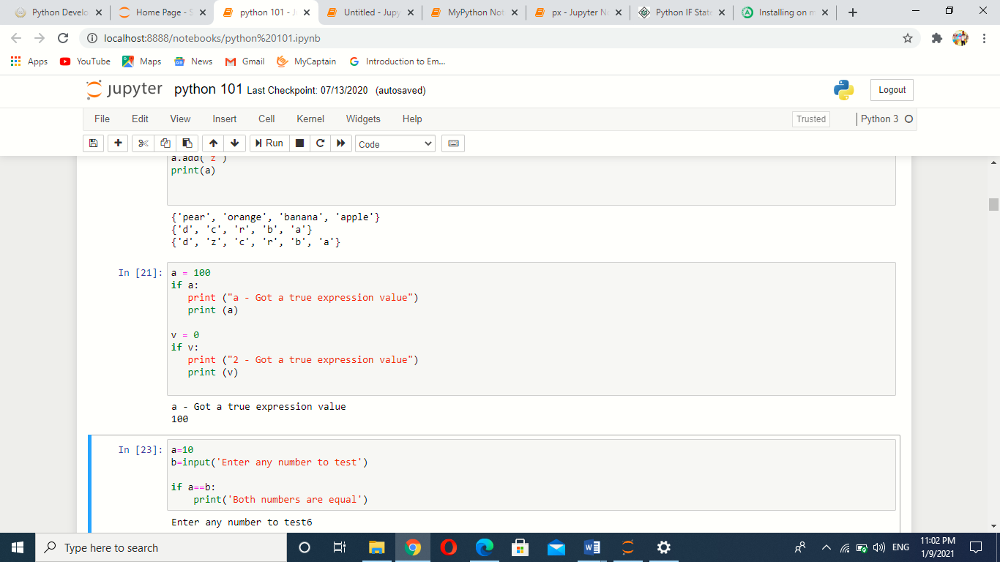 Python Develo
Home Page - S
python 101 - J
Untitled - Jupy
MyPython Not
px - Jupyter No
Python IF State
Installing on m
localhost:8888/notebooks/python%20101.ipynb
Apps YouTube Maps News Gmail MyCaptain Introduction to Em...
jupyter python 101 Last Checkpoint: 07/13/2020 (autosaved)
Logout
File Edit View Insert Cell Kernel Widgets Help
Trusted
Python 3
Run
Code
a.add('z')
print(a)
{'pear', 'orange', 'banana', 'apple'}
{'d', 'c', 'r', 'b', 'a'}
{'d', 'z', 'c', 'r', 'b', 'a'}
In [21]:
a = 100
if a:
   print ("a - Got a true expression value")
   print (a)
v = 0
if v:
   print ("2 - Got a true expression value")
   print (v)
a - Got a true expression value
100
In [23]:
a=10
b=input('Enter any number to test')
if a==b:
    print('Both numbers are equal')
Enter any number to test6
Type here to search
ENG
11:02 PM
1/9/2021